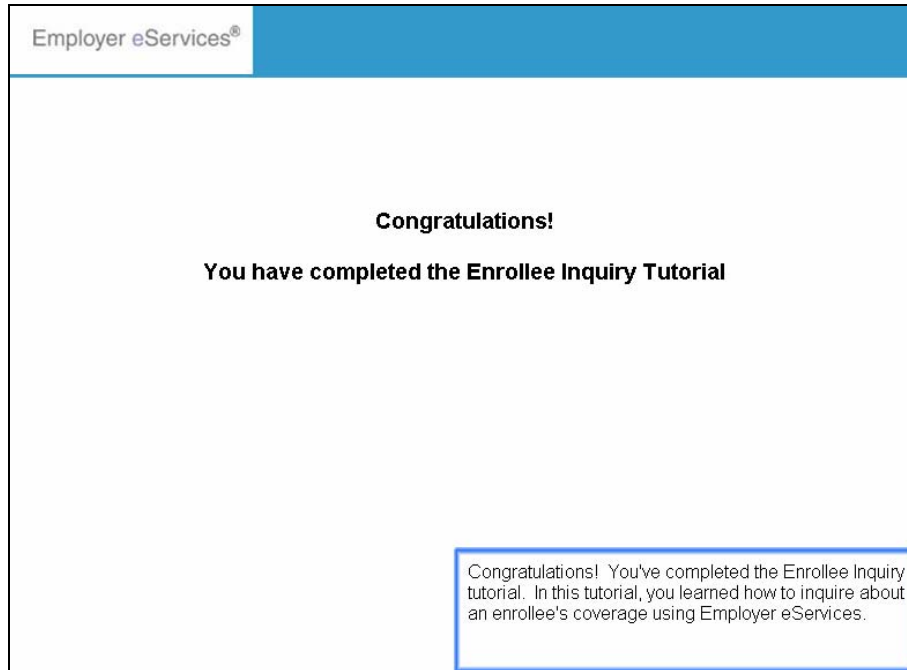 Employer eServices®
Congratulations!
You have completed the Enrollee Inquiry Tutorial
Congratulations! You've completed the Enrollee Inquiry
tutorial. In this tutorial, you learned how to inquire about
an enrollee's coverage using Employer eServices.